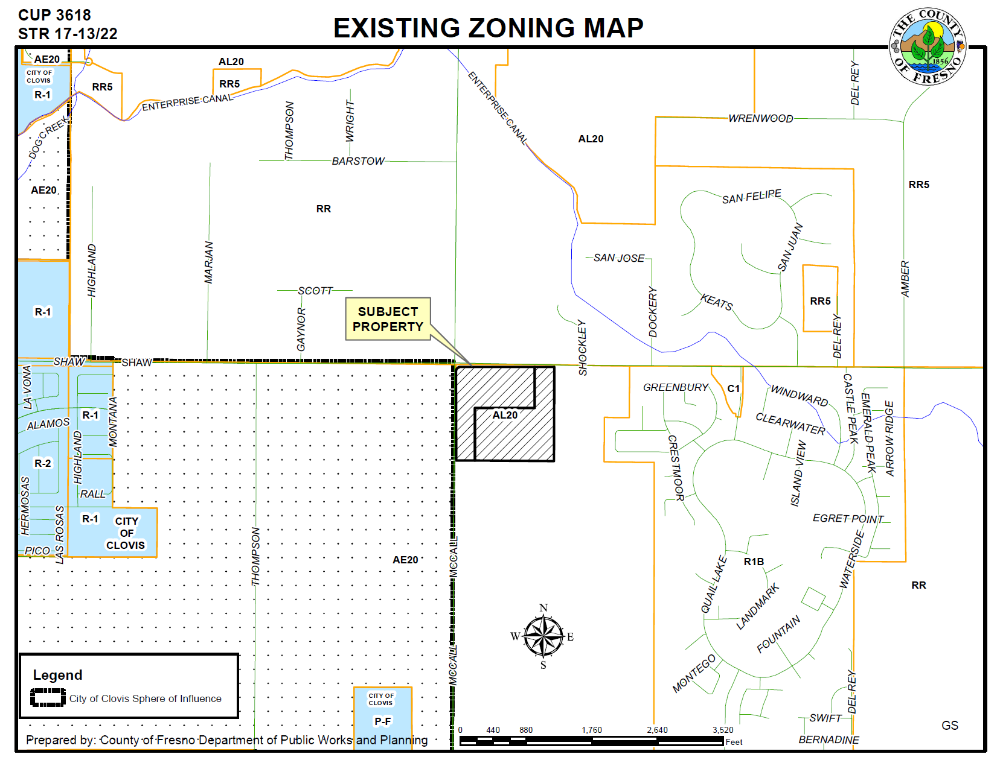 CUP 3618
STR 17-13/22
EXISTING ZONING MAP
THE COUNTY
OF FRESNO
1856
AE20
CITY OF
CLOVIS
R-1
RR5
AL20
RR5
ENTERPRISE CANAL
ENTERPRISE CANAL
DOG CREEK
THOMPSON
WRIGHT
BARSTOW
AL20
DEL REY
WRENWOOD
AE20
RR
RR5
SAN FELIPE
SAN JUAN
HIGHLAND
MARJAN
SAN JOSE
AMBER
SCOTT
GAYNOR
DOCKERY
KEATS
RR5
DEL REY
R-1
SUBJECT
PROPERTY
SHOCKLEY
SHAW
SHAW
LA VONA
R-1
MONTANA
ALAMOS
HIGHLAND
R-2
HERMOSAS
RALL
R-1
CITY
OF
CLOVIS
LAS ROSAS
PICO
AL20
GREENBURY
C1
WINDWARD
CLEARWATER
CASTLE PEAK
EMERALD PEAK
ARROW RIDGE
CRESTMOOR
ISLAND VIEW
EGRET POINT
THOMPSON
AE20
MCCALL
R1B
QUAIL LAKE
WATERSIDE
RR
LANDMARK
FOUNTAIN
N
W
E
S
MCCALL
MONTEGO
DEL REY
SWIFT
BERNADINE
GS
Legend
City of Clovis Sphere of Influence
CITY OF
CLOVIS
P-F
0 440 880 1,760 2,640 3,520
Feet
Prepared by: County of Fresno Department of Public Works and Planning